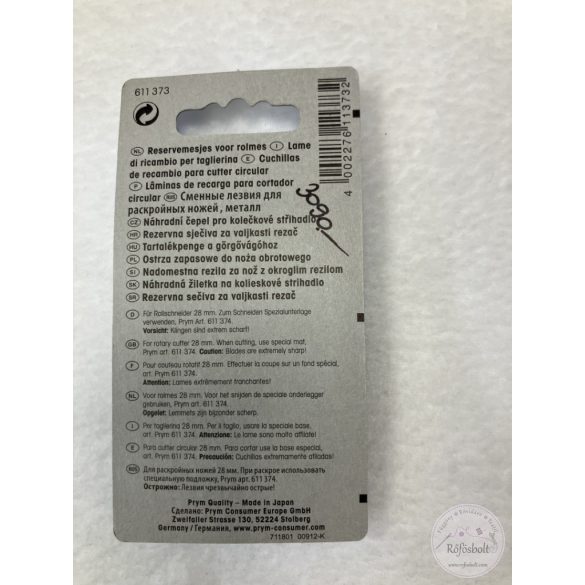 611 373
NL Reservemesjes voor rolmes I Lame
di ricambio per taglierina E Cuchillas
de recambio para cutter circular
P Lâminas de recarga para cortador
circular RUS Сменные лезвия для
раскройных ножей, металл
CZ Náhradní čepel pro kolečkové střihadlo
HR Rezervna sječiva za valjkasti rezač
HU Tartalékpenge a görgővágóhoz
PL Ostrza zapasowe do noża obrotowego
SI Nadomestna rezila za nož z okroglim rezilom
SK Náhradná žiletka na kolieskové strihadlo
SR Rezervna sečiva za valjkasti rezač
4 002276 113732
D Für Rollschneider 28 mm. Zum Schneiden Spezialunterlage
verwenden, Prym Art. 611 374.
Vorsicht: Klingen sind extrem scharf!
GB For rotary cutter 28 mm. When cutting, use special mat,
Prym art. 611 374. Caution: Blades are extremely sharp!
F Pour couteau rotatif 28 mm. Effectuer la coupe sur un fond spécial,
art. Prym 611 374.
Attention: Lames extrêmement tranchantes!
NL Voor rolmes 28 mm. Voor het snijden de speciale onderlegger
gebruiken, Prym 611 374.
Opgelet: Lemmets zijn bijzonder scherp.
I Per taglierina 28 mm. Per il taglio, usare la speciale base,
art. Prym 611 374. Attenzione: Le lame sono molto affilate!
E Para cutter circular 28 mm. Para cortar use la base especial,
art. Prym 611 374. Precaución: Cuchillas extremamente afiladas!
RUS Для раскройных ножей 28 мм. При раскрое использовать
специальную подложку, Prym арт. 611 374.
Осторожно: Лезвия чрезвычайно острые!
Prym Quality – Made in Japan
Сделано: Prym Consumer Europe GmbH
Zweifaller Strasse 130, 52224 Stolberg
Germany / Германия, www.prym-consumer.com
711801 00912-K
Rőfösbolt
www.rofosbolt.com